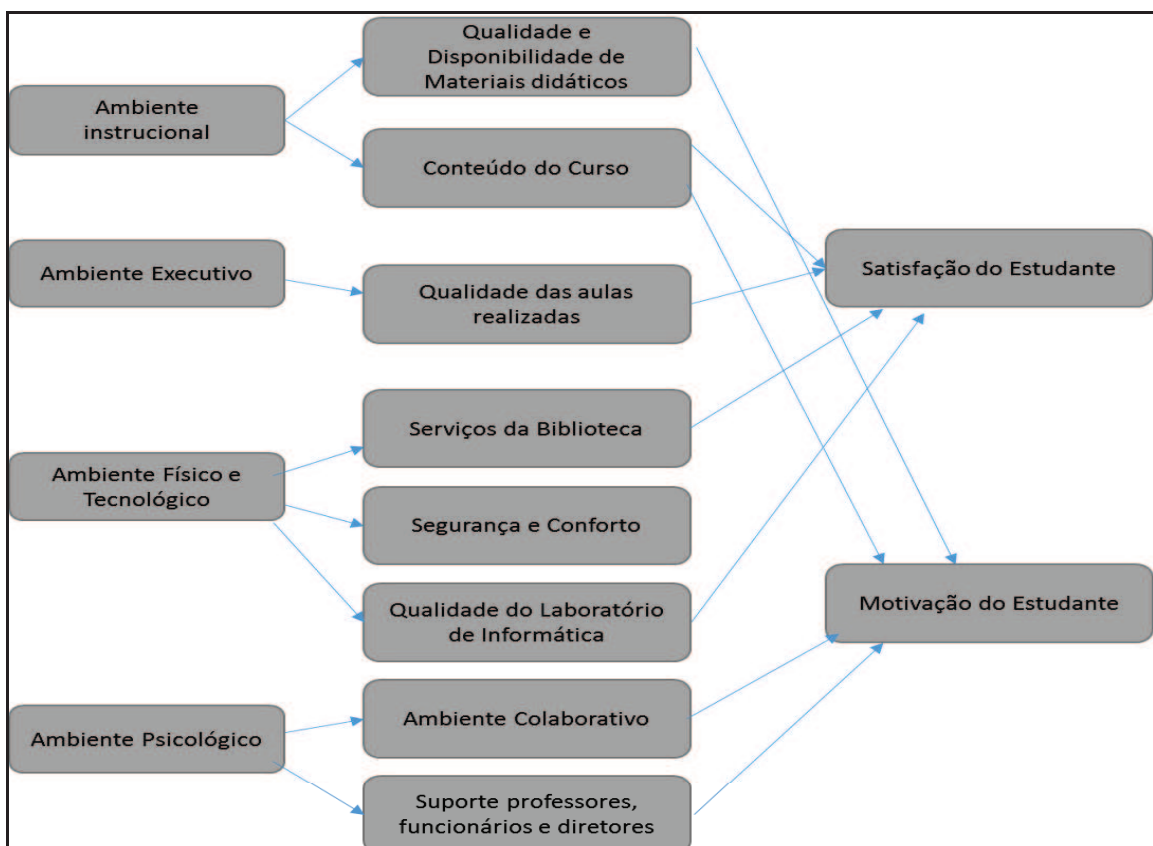 Qualidade e
Disponibilidade de
Materiais didáticos
Ambiente
instrucional
Conteúdo do Curso
Ambiente Executivo
Qualidade das aulas
realizadas
Satisfação do Estudante
Serviços da Biblioteca
Ambiente Físico e
Tecnológico
Segurança e Conforto
Qualidade do Laboratório
de Informática
Motivação do Estudante
Ambiente Colaborativo
Ambiente Psicológico
Suporte professores,
funcionários e diretores